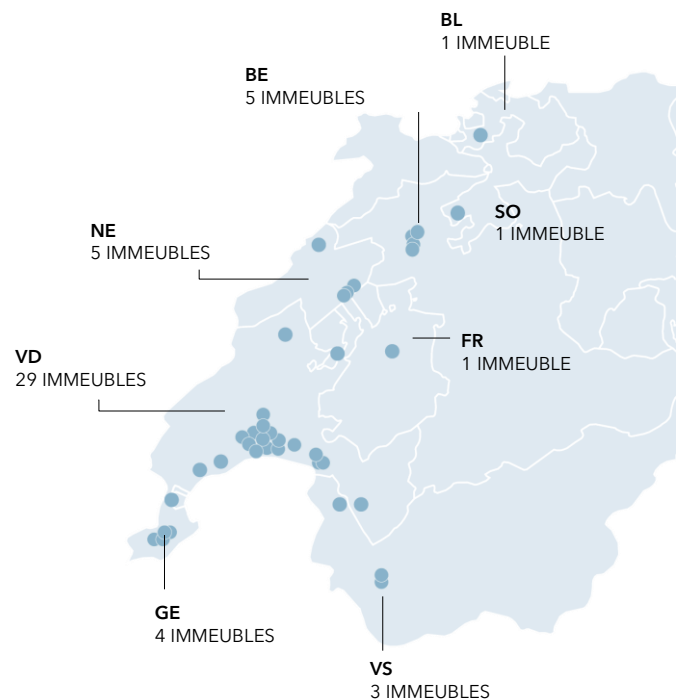 BL
1 IMMEUBLE
BE
5 IMMEUBLES
SO
1 IMMEUBLE
NE
5 IMMEUBLES
FR
1 IMMEUBLE
VD
29 IMMEUBLES
GE
4 IMMEUBLES
VS
3 IMMEUBLES